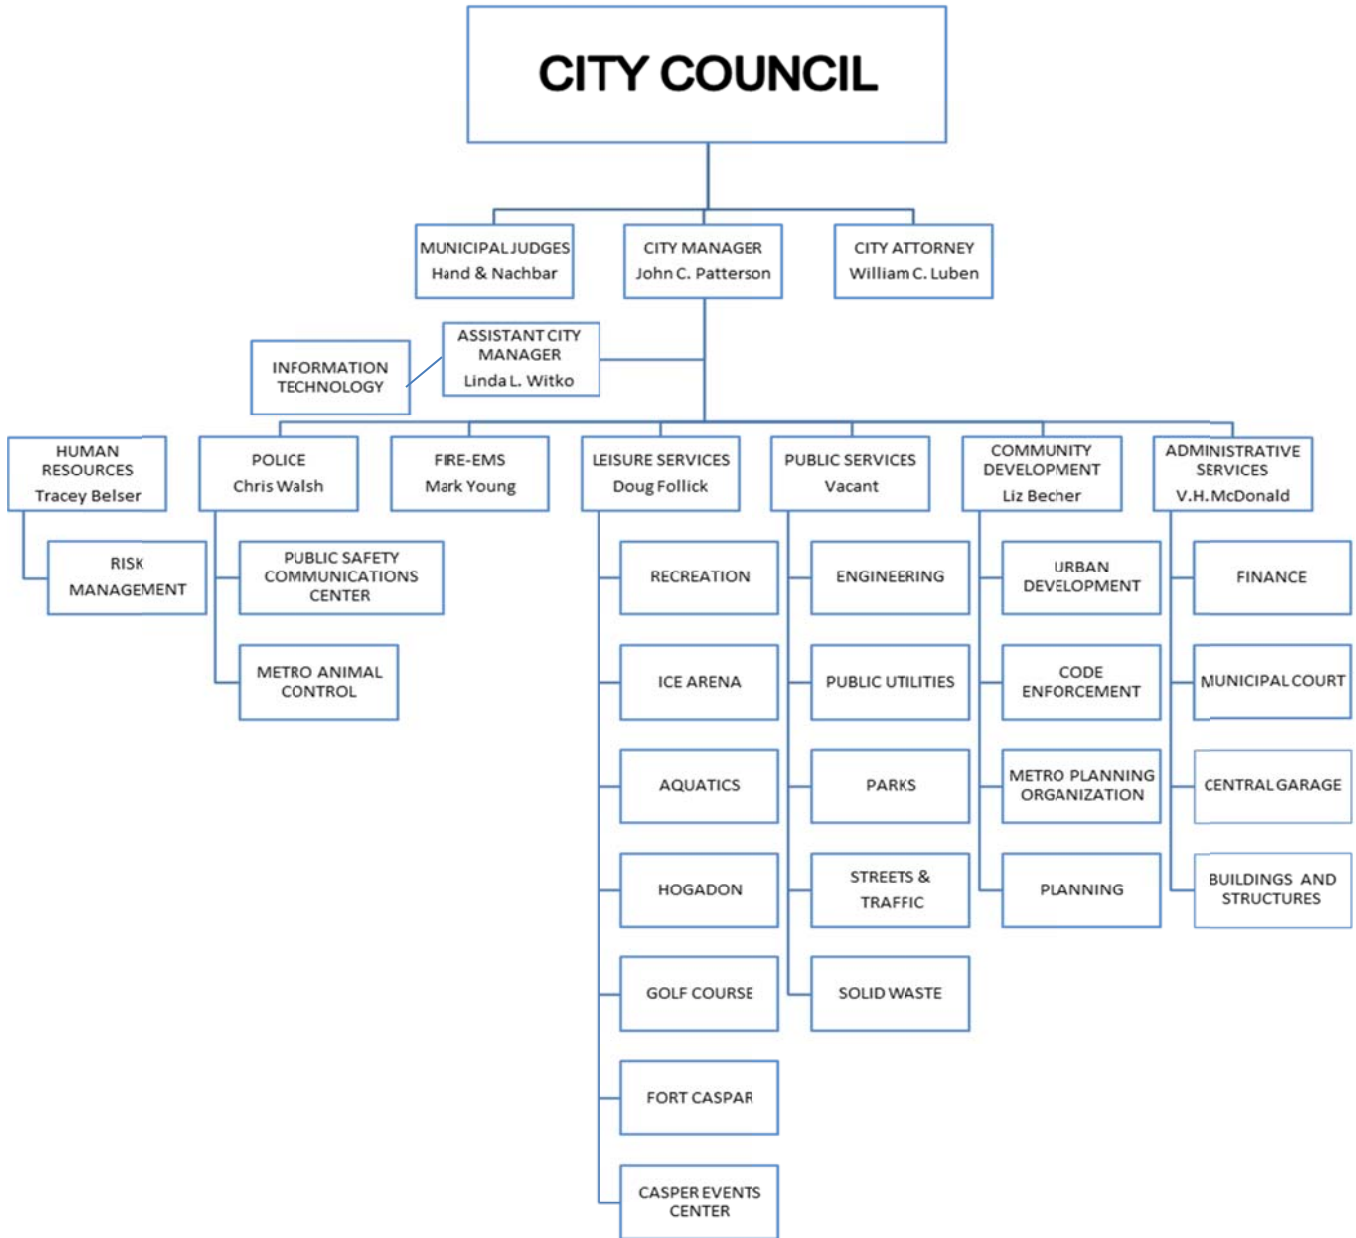 CITY COUNCIL
MUNICIPAL JUDGES
Hand & Nachbar
CITY MANAGER
John C. Patterson
CITY ATTORNEY
William C. Luben
ASSISTANT CITY
MANAGER
Linda L. Witko
INFORMATION
TECHNOLOGY
HUMAN
RESOURCES
Tracey Belser
POLICE
Chris Walsh
FIRE-EMS
Mark Young
LEISURE SERVICES
Doug Follick
PUBLIC SERVICES
Vacant
COMMUNITY
DEVELOPMENT
Liz Becher
ADMINISTRATIVE
SERVICES
V.H.McDonald
RISK
MANAGEMENT
PUBLIC SAFETY
COMMUNICATIONS
CENTER
METRO ANIMAL
CONTROL
RECREATION
ICE ARENA
AQUATICS
HOGADON
GOLF COURSE
FORT CASPAR
CASPER EVENTS
CENTER
ENGINEERING
PUBLIC UTILITIES
PARKS
STREETS &
TRAFFIC
SOLID WASTE
URBAN
DEVELOPMENT
CODE
ENFORCEMENT
METRO PLANNING
ORGANIZATION
PLANNING
FINANCE
MUNICIPAL COURT
CENTRAL GARAGE
BUILDINGS AND
STRUCTURES